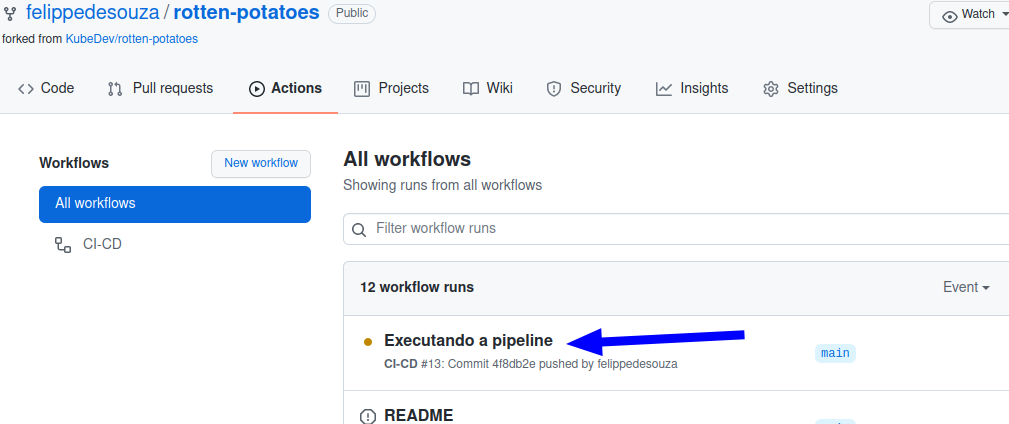 felippedesouza / rotten-potatoes Public
Watch
forked from KubeDev/rotten-potatoes
Code Pull requests Actions Projects Wiki Security Insights Settings
Workflows
New workflow
All workflows
CI-CD
All workflows
Showing runs from all workflows
Filter workflow runs
12 workflow runs
Event
Executando a pipeline
main
CI-CD #13: Commit 4f8db2e pushed by felippedesouza
README